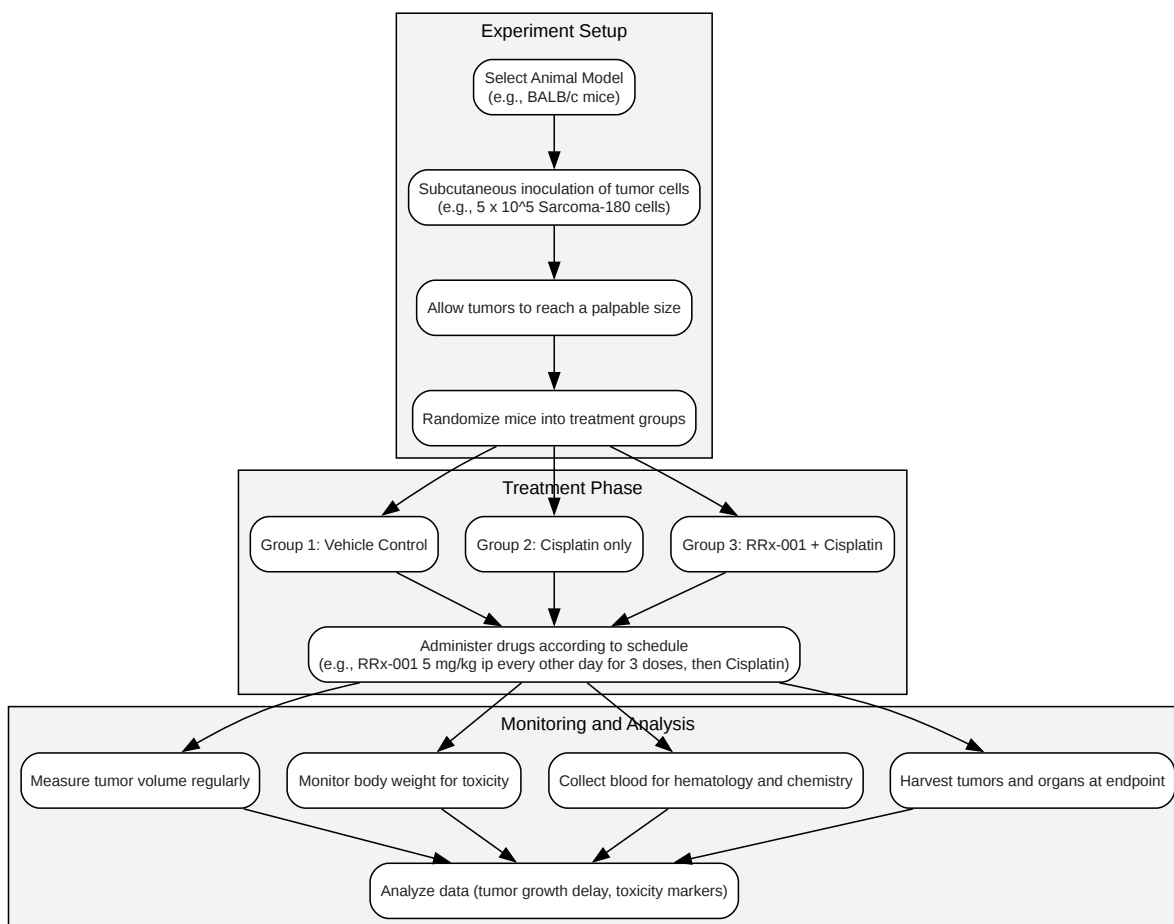 Experiment Setup
Select Animal Model
(e.g., BALB/c mice)
Subcutaneous inoculation of tumor cells
(e.g., 5 x 10^5 Sarcoma-180 cells)
Allow tumors to reach a palpable size
Randomize mice into treatment groups
Treatment Phase
Group 1: Vehicle Control
Group 2: Cisplatin only
Group 3: RRx-001 + Cisplatin
Administer drugs according to schedule
(e.g., RRx-001 5 mg/kg ip every other day for 3 doses, then Cisplatin)
Monitoring and Analysis
Measure tumor volume regularly
Monitor body weight for toxicity
Collect blood for hematology and chemistry
Harvest tumors and organs at endpoint
Analyze data (tumor growth delay, toxicity markers)